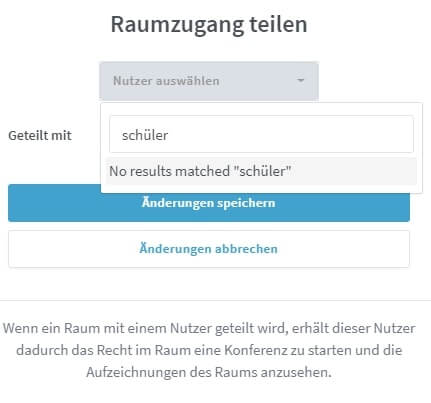 Raumzugang teilen
Nutzer auswählen
Geteilt mit
schüler
No results matched "schüler"
Änderungen speichern
Änderungen abbrechen
Wenn ein Raum mit einem Nutzer geteilt wird, erhält dieser Nutzer
dadurch das Recht im Raum eine Konferenz zu starten und die
Aufzeichnungen des Raums anzusehen.